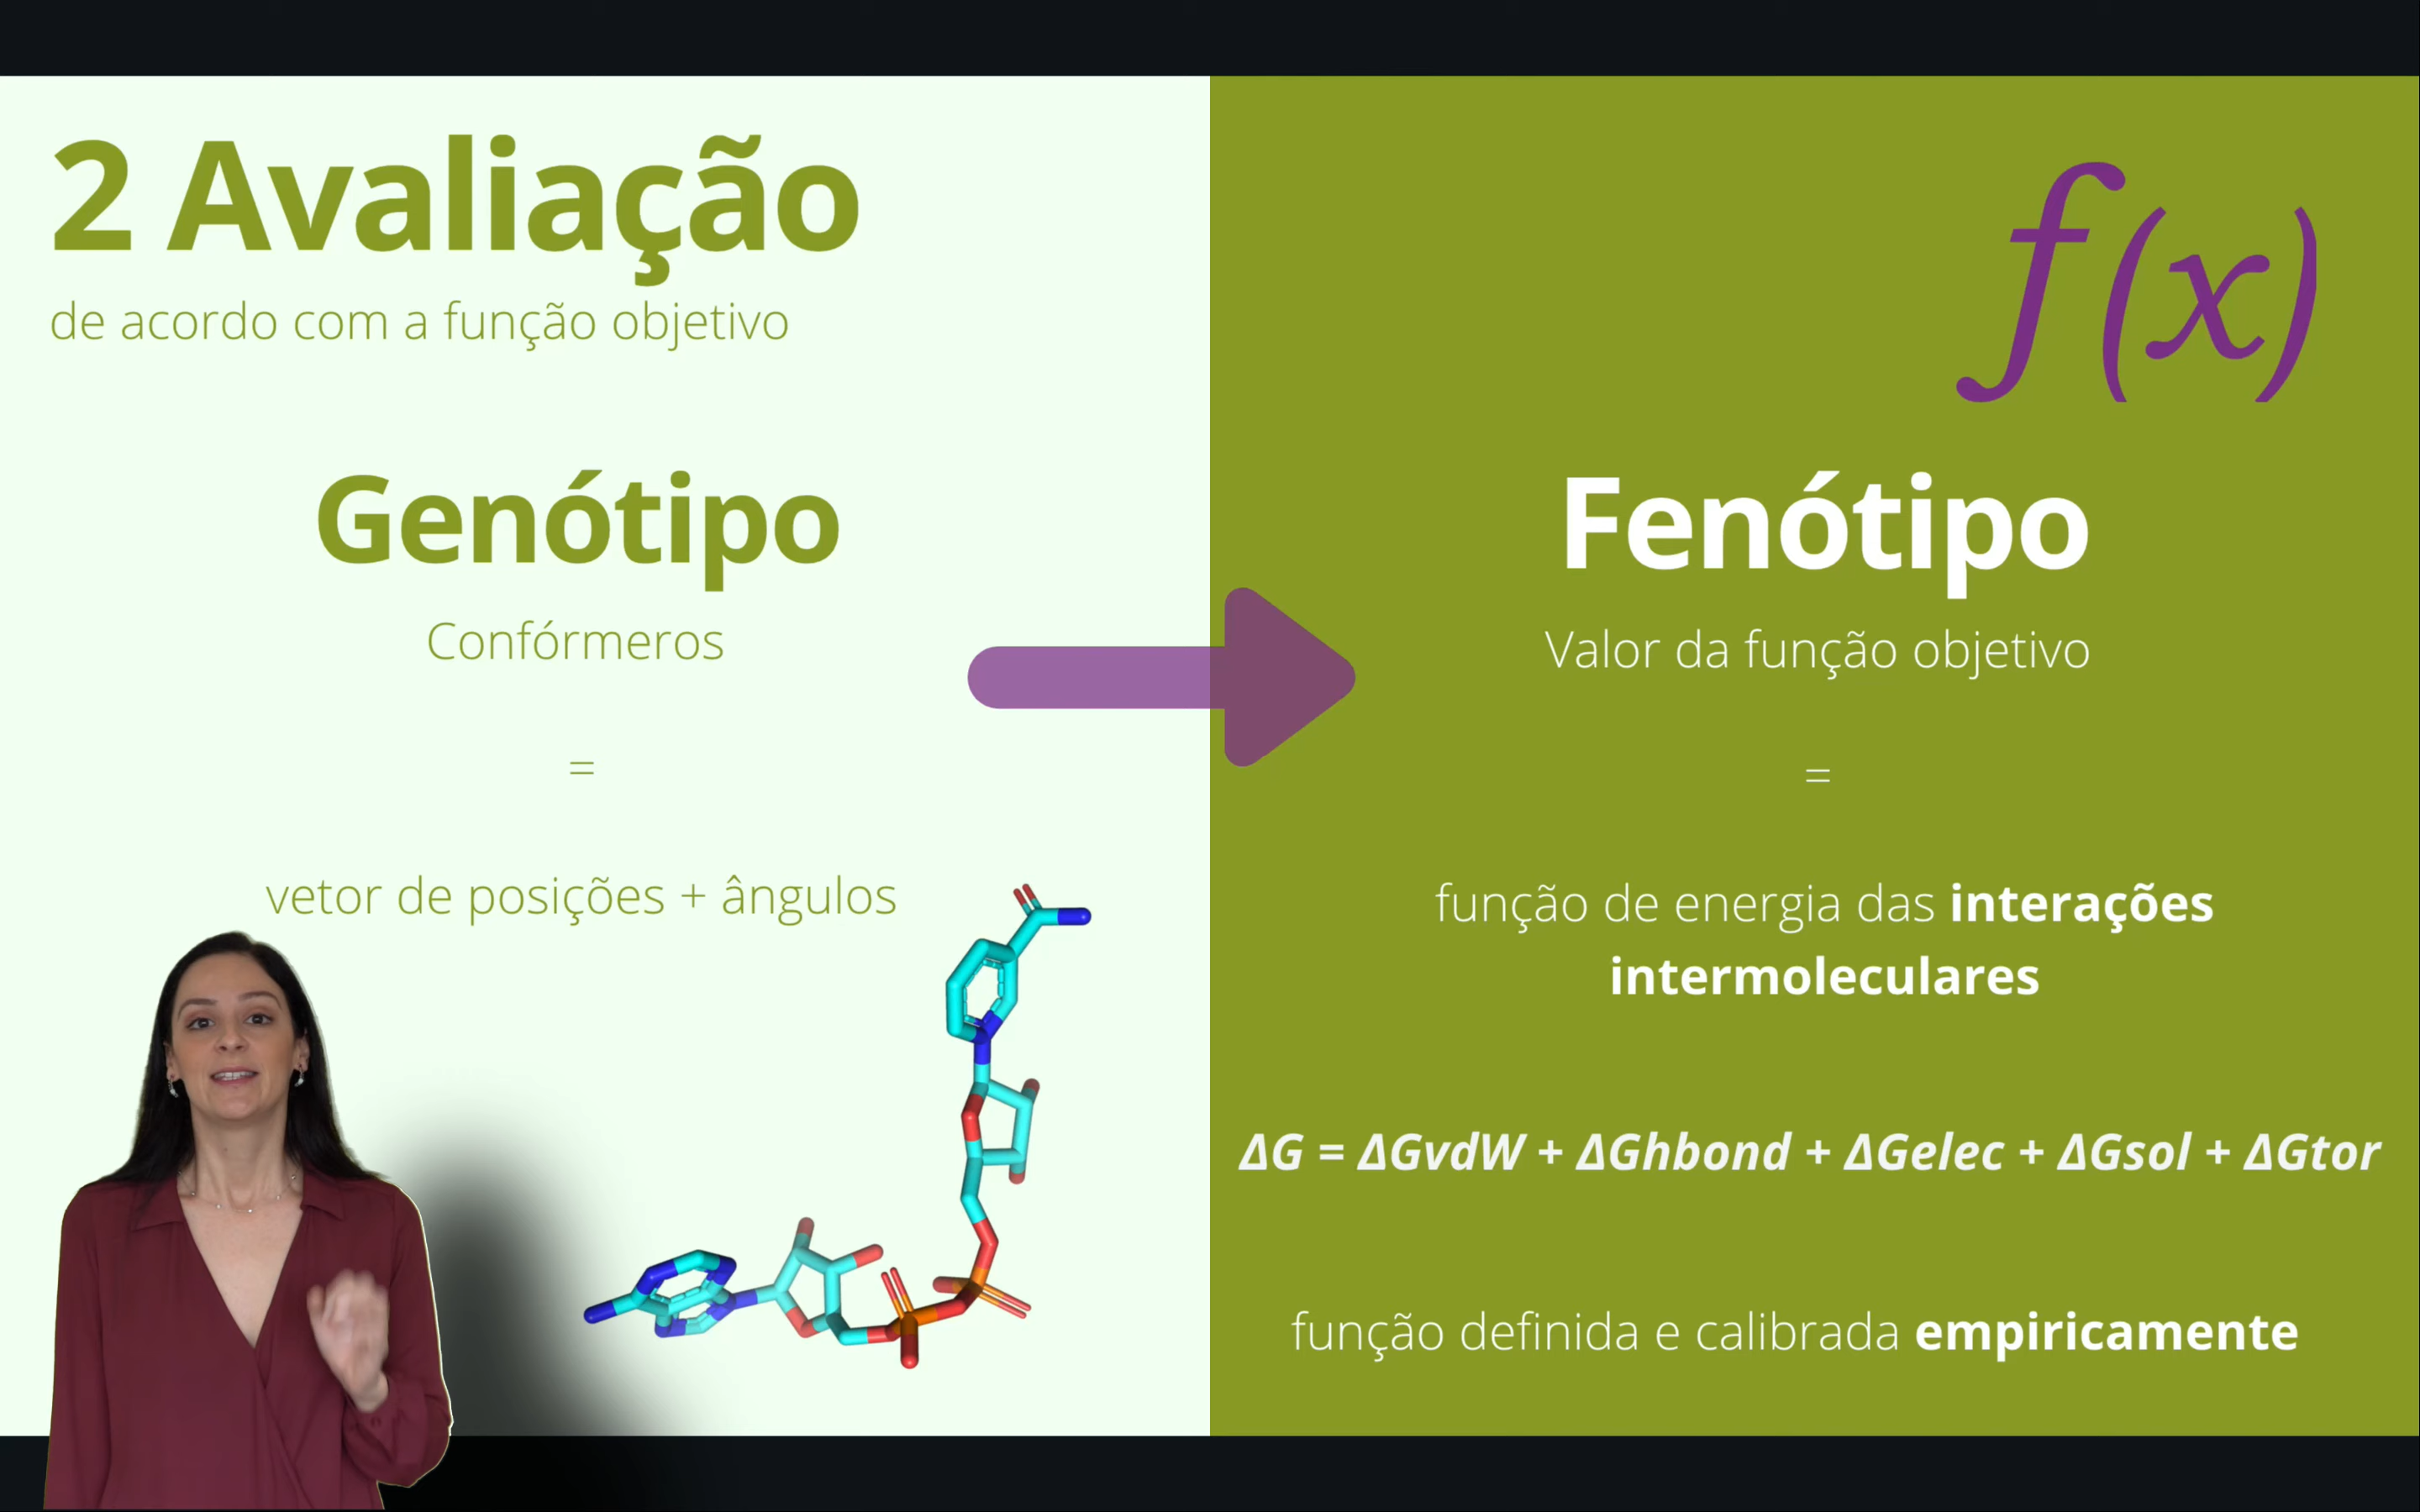 2 Avaliação
de acordo com a função objetivo
Genótipo
Confórmeros
=
vetor de posições + ângulos
f(x)
Fenótipo
Valor da função objetivo
=
função de energia das interações
intermoleculares
ΔG = ΔGvdW + ΔGhbond + ΔGelec + ΔGsol + ΔGtor
função definida e calibrada empiricamente